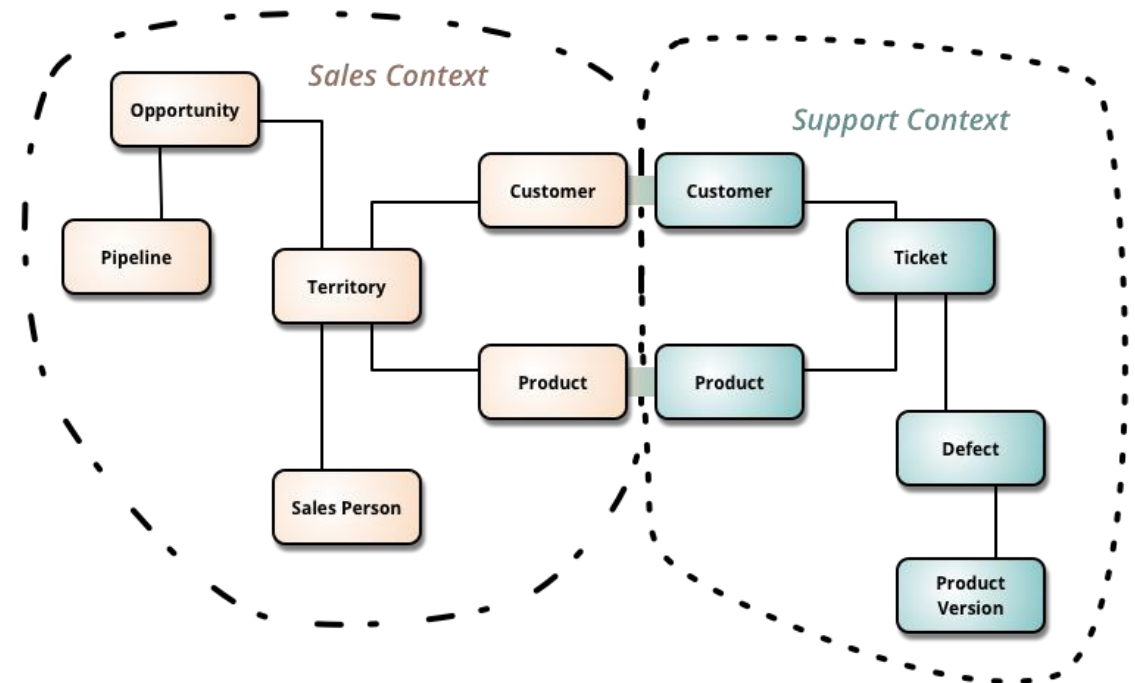 Sales Context
Opportunity
Support Context
Customer
Customer
Pipeline
Ticket
Territory
Product
Product
Defect
Sales Person
Product
Version